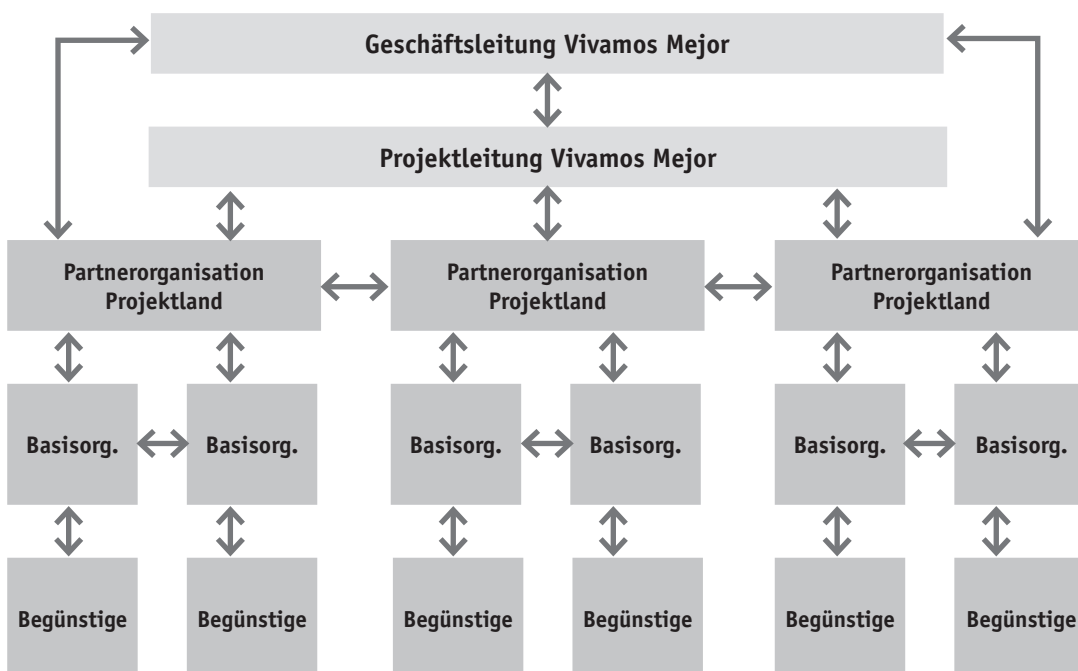 Geschäftsleitung Vivamos Mejor
Projektleitung Vivamos Mejor
Partnerorganisation
Projektland
Partnerorganisation
Projektland
Partnerorganisation
Projektland
Basisorg.
Basisorg.
Basisorg.
Basisorg.
Basisorg.
Basisorg.
Begünstige
Begünstige
Begünstige
Begünstige
Begünstige
Begünstige